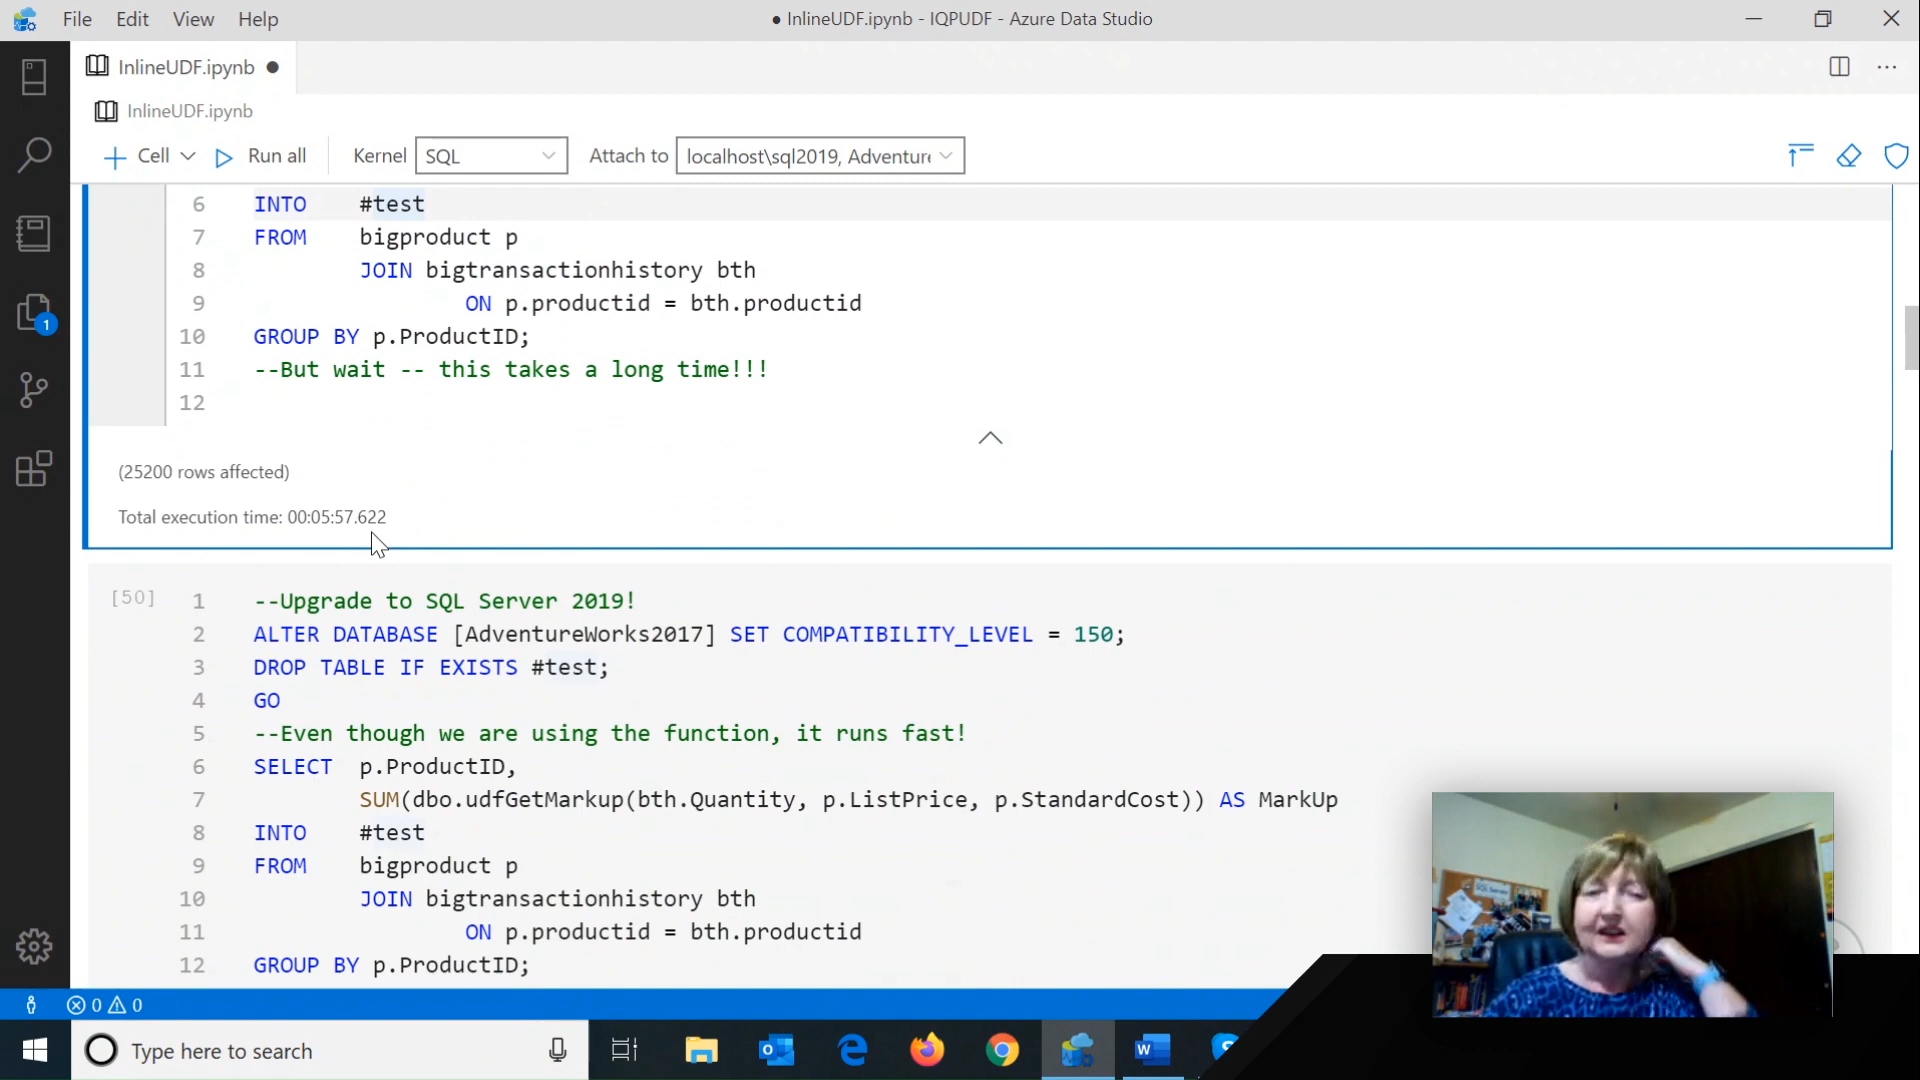 File Edit View Help
● InlineUDF.ipynb - IQPUDF - Azure Data Studio
InlineUDF.ipynb ●
InlineUDF.ipynb
Cell Run all Kernel SQL Attach to localhost\sql2019, Adventure
6 INTO #test
7 FROM bigproduct p
8 JOIN bigtransactionhistory bth
9 ON p.productid = bth.productid
10 GROUP BY p.ProductID;
11 --But wait -- this takes a long time!!!
12
(25200 rows affected)
Total execution time: 00:05:57.622
[50]
1 --Upgrade to SQL Server 2019!
2 ALTER DATABASE [AdventureWorks2017] SET COMPATIBILITY_LEVEL = 150;
3 DROP TABLE IF EXISTS #test;
4 GO
5 --Even though we are using the function, it runs fast!
6 SELECT p.ProductID,
7 SUM(dbo.udfGetMarkup(bth.Quantity, p.ListPrice, p.StandardCost)) AS MarkUp
8 INTO #test
9 FROM bigproduct p
10 JOIN bigtransactionhistory bth
11 ON p.productid = bth.productid
12 GROUP BY p.ProductID;
1
0 0
Type here to search
SQL Server